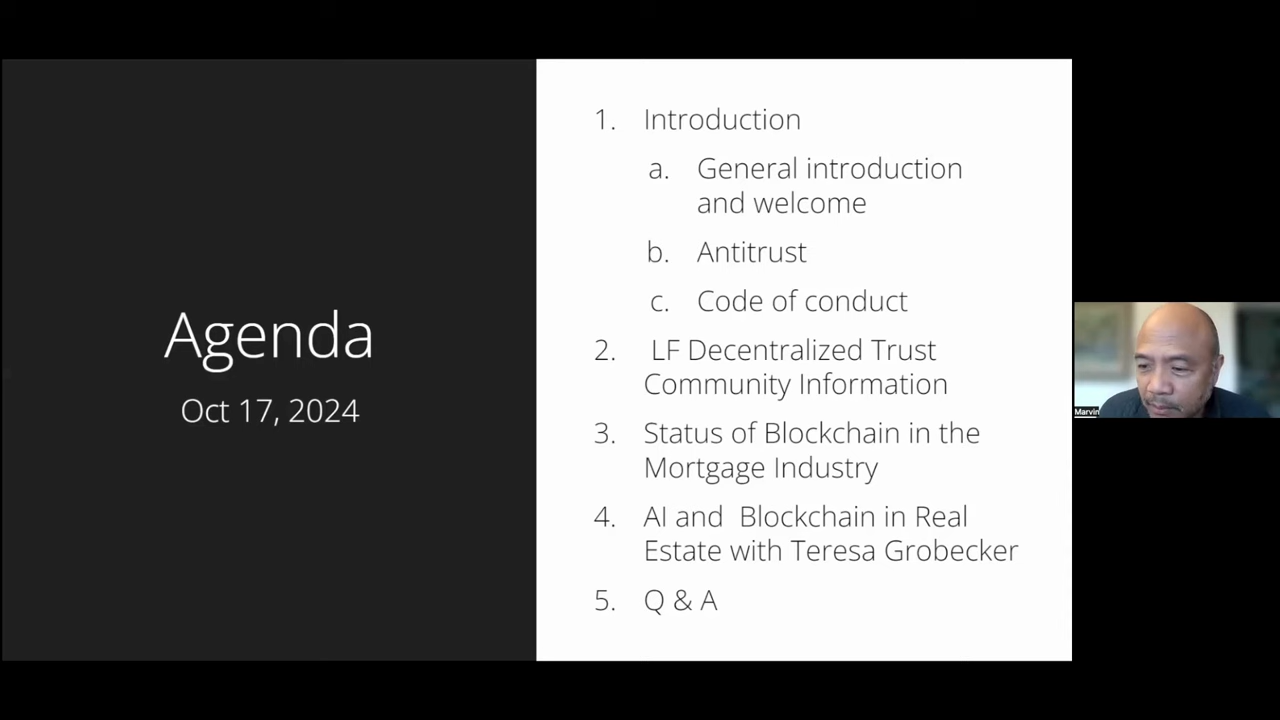 Agenda
Oct 17, 2024
1. Introduction
a. General introduction
and welcome
b. Antitrust
c. Code of conduct
2. LF Decentralized Trust
Community Information
3. Status of Blockchain in the
Mortgage Industry
4. AI and Blockchain in Real
Estate with Teresa Grobecker
5. Q & A
Marvin